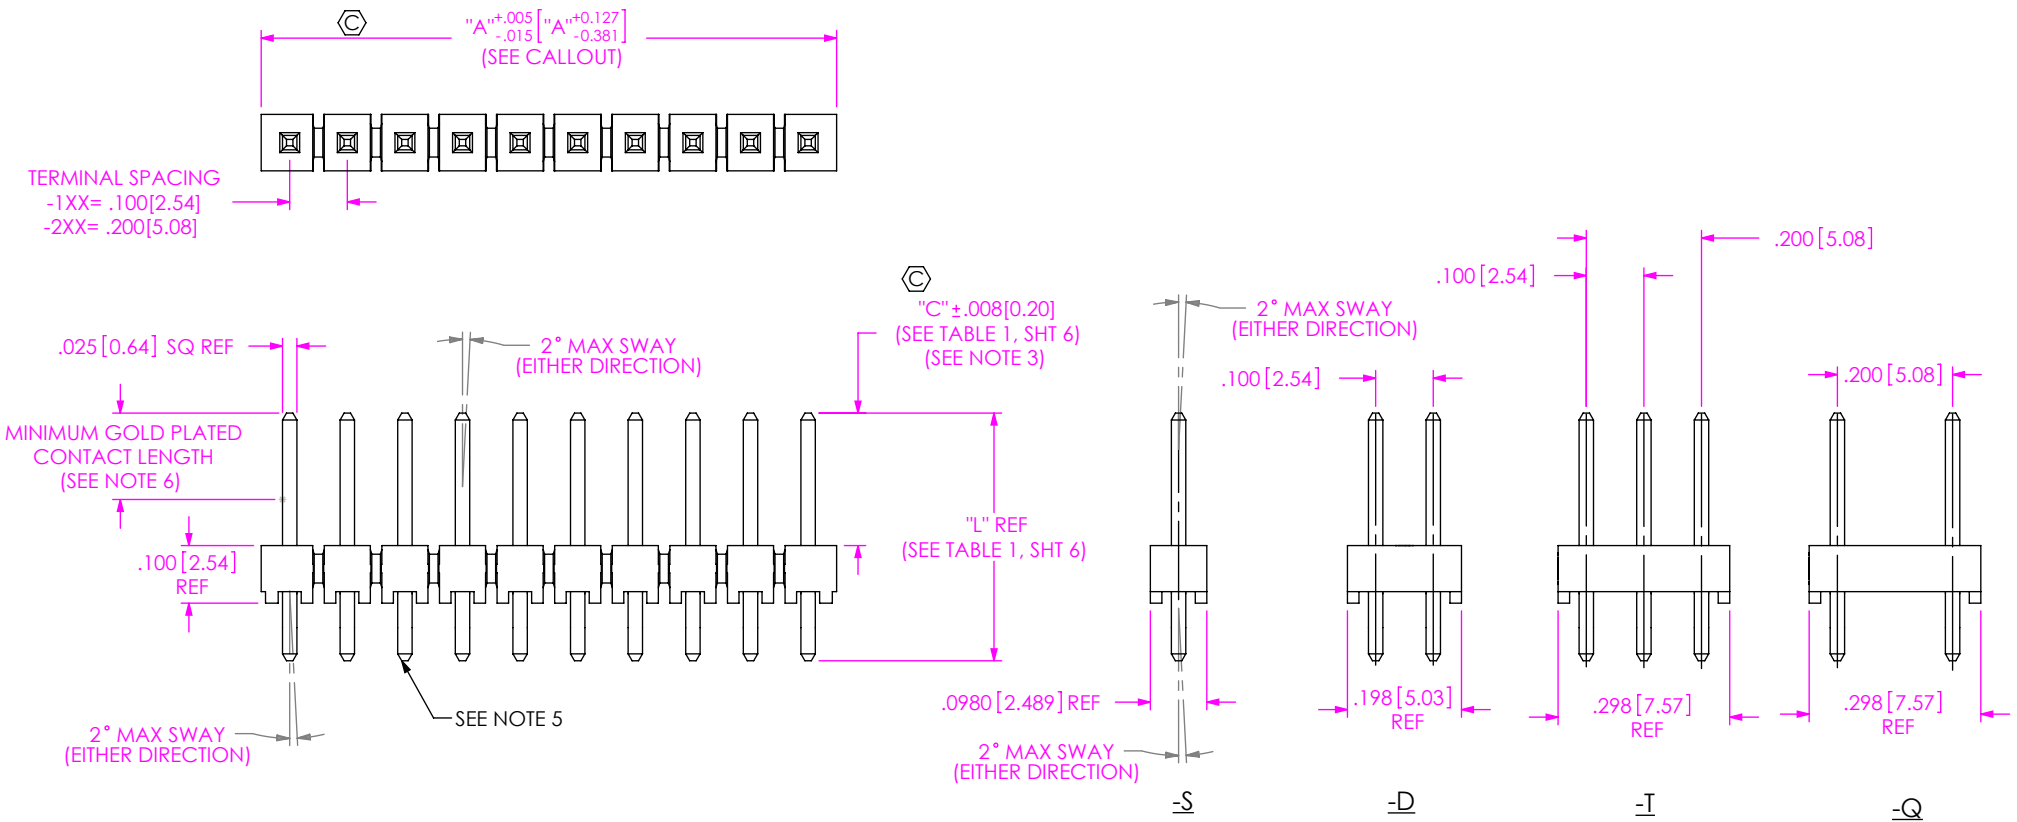 C
"A"+.005 -.015["A"+0.127 -0.381]
(SEE CALLOUT)
TERMINAL SPACING
-1XX= .100[2.54]
-2XX= .200[5.08]
.200[5.08]
.100[2.54]
C
"C"±.008[0.20]
(SEE TABLE 1, SHT 6)
(SEE NOTE 3)
2° MAX SWAY
(EITHER DIRECTION)
.025[0.64] SQ REF
2° MAX SWAY
(EITHER DIRECTION)
.100[2.54]
.200[5.08]
MINIMUM GOLD PLATED
CONTACT LENGTH
(SEE NOTE 6)
"L" REF
(SEE TABLE 1, SHT 6)
.100[2.54]
REF
.0980[2.489] REF
.198[5.03]
REF
.298[7.57]
REF
.298[7.57]
REF
SEE NOTE 5
2° MAX SWAY
(EITHER DIRECTION)
2° MAX SWAY
(EITHER DIRECTION)
-S
-D
-T
-Q